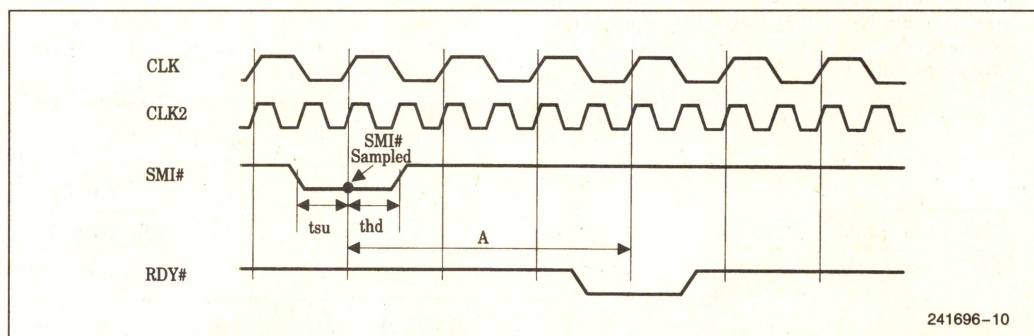 CLK
CLK2
SMI#
Sampled
SMI#
tsu
thd
A
RDY#
241696-10